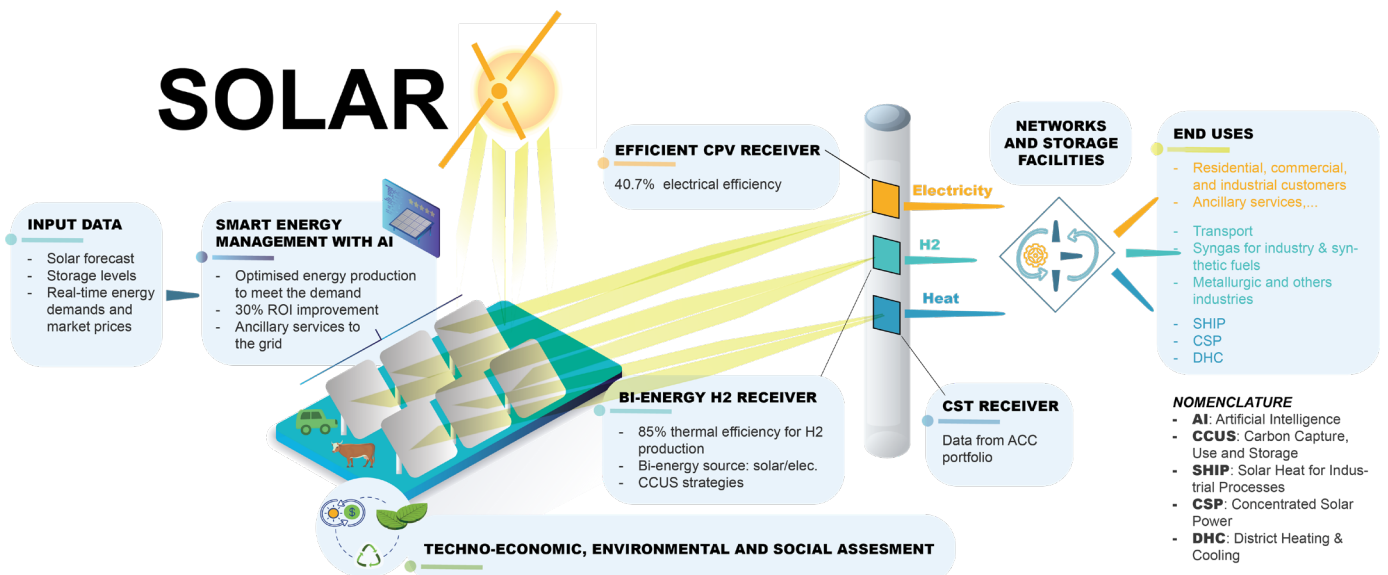 SOLAR
INPUT DATA
- Solar forecast
- Storage levels
- Real-time energy
demands and
market prices
SMART ENERGY
MANAGEMENT WITH AI
- Optimised energy production
to meet the demand
- 30% ROI improvement
- Ancillary services to
the grid
EFFICIENT CPV RECEIVER
40.7% electrical efficiency
BI-ENERGY H2 RECEIVER
- 85% thermal efficiency for H2
production
- Bi-energy source: solar/elec.
- CCUS strategies
CST RECEIVER
Data from ACC
portfolio
Electricity
H2
Heat
NETWORKS
AND STORAGE
FACILITIES
END USES
- Residential, commercial,
and industrial customers
- Ancillary services,...
- Transport
- Syngas for industry & syn-
thetic fuels
- Metallurgic and others
industries
- SHIP
- CSP
- DHC
NOMENCLATURE
- AI: Artificial Intelligence
- CCUS: Carbon Capture,
Use and Storage
- SHIP: Solar Heat for Indus-
trial Processes
- CSP: Concentrated Solar
Power
- DHC: District Heating &
Cooling
$
TECHNO-ECONOMIC, ENVIRONMENTAL AND SOCIAL ASSESMENT